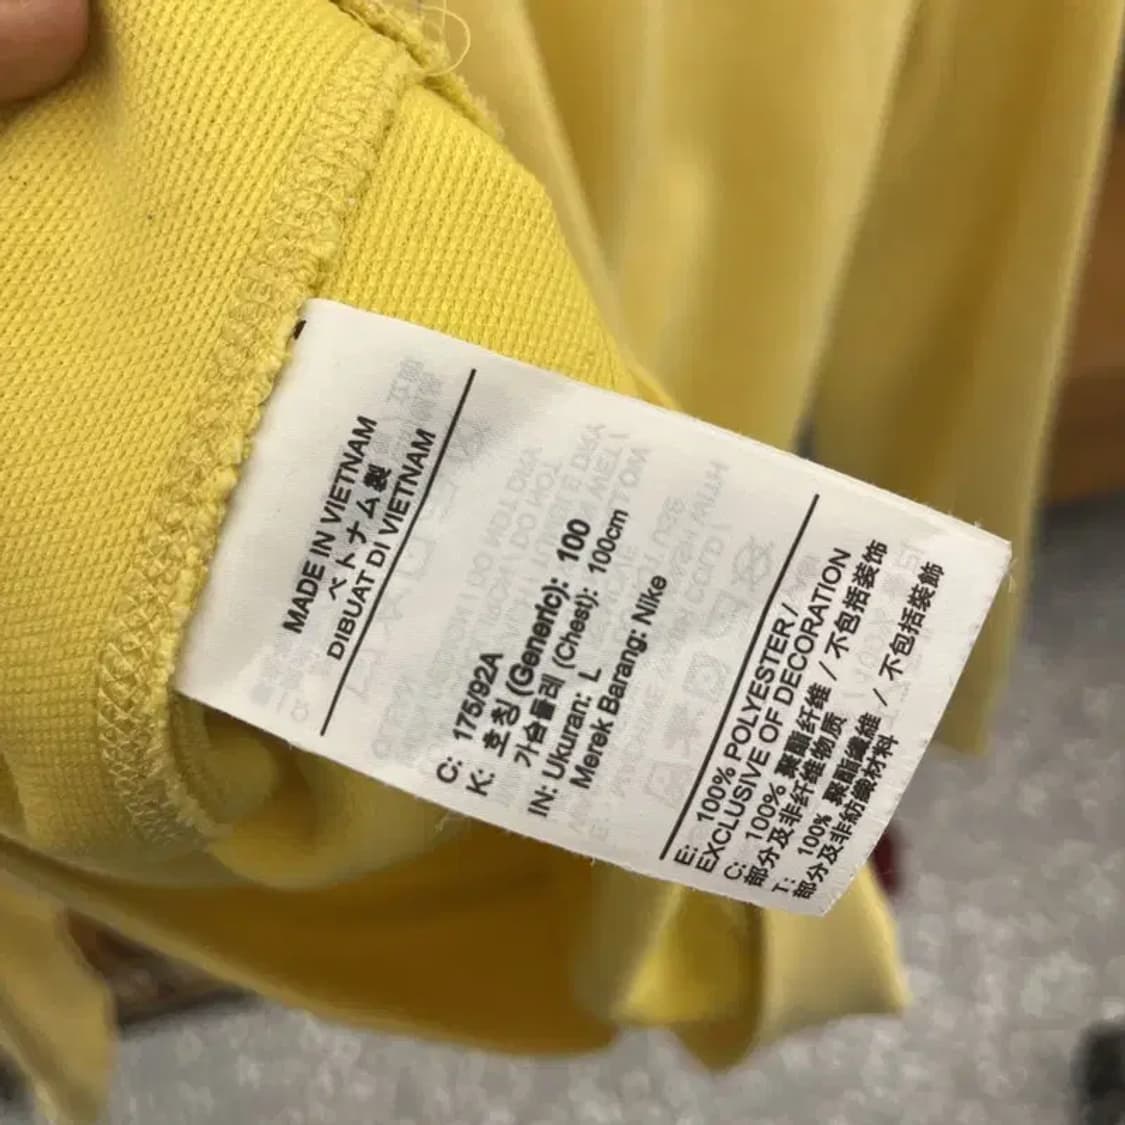 MADE IN VIETNAM
ベトナム製
DIBUAT DI VIETNAM
C: 175/92A
K: 호칭 (Generic): 100
가슴둘레 (Chest): 100cm
IN: Ukuran: L
Merek Barang: Nike
E: 100% POLYESTER /
EXCLUSIVE OF DECORATION
C: 100% 聚酯纤维 / 不包括装饰
部分及非纤维物质
T: 100% 聚酯纖維 / 不包括裝飾
部分及非紡織材料